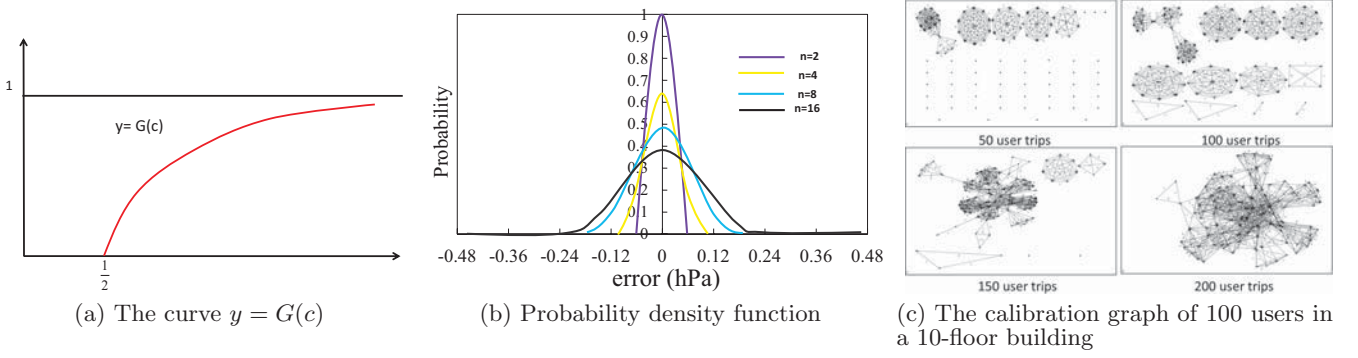 1
y= G(c)
1
2
(a) The curve y = G(c)
Probability
1
0.9
0.8
0.7
0.6
0.5
0.4
0.3
0.2
0.1
0
n=2
n=4
n=8
n=16
-0.48 -0.36 -0.24 -0.12 0 0.12 0.24 0.36 0.48
error (hPa)
(b) Probability density function
50 user trips
100 user trips
150 user trips
200 user trips
(c) The calibration graph of 100 users in
a 10-floor building